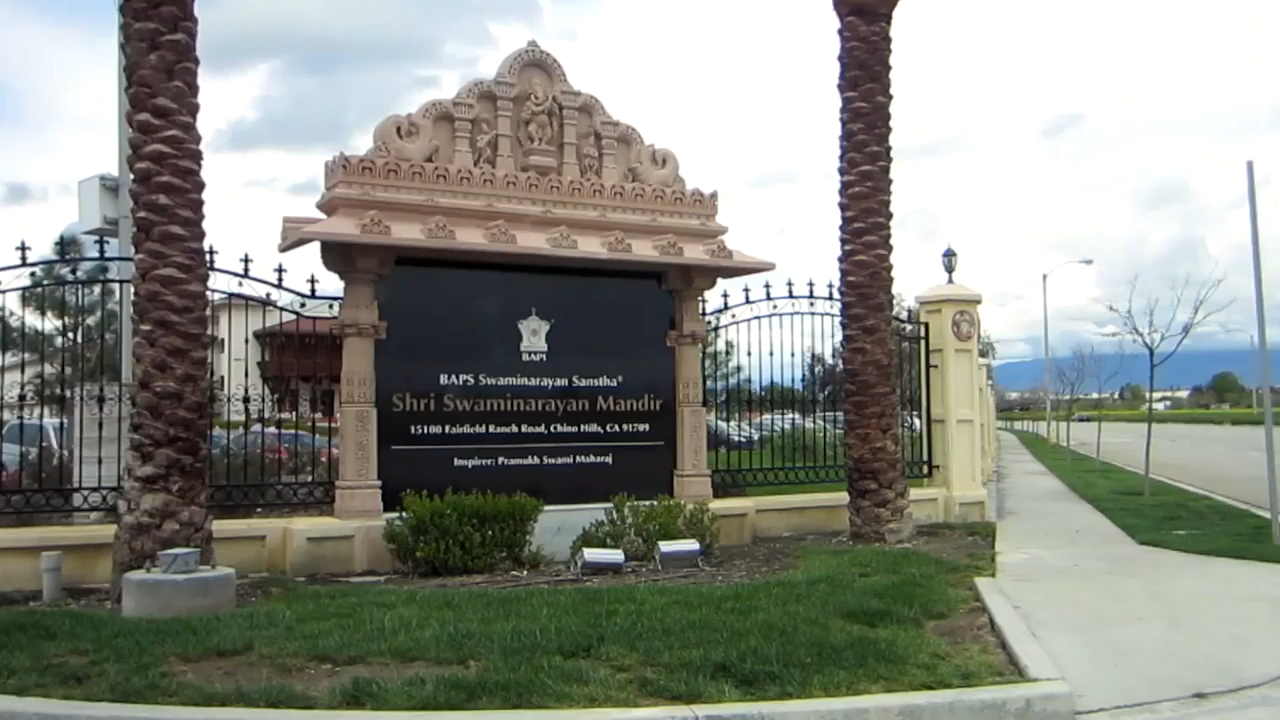 BAPS
BAPS Swaminarayan Sanstha®
Shri Swaminarayan Mandir
15100 Fairfield Ranch Road, Chino Hills, CA 91709
Inspirer: Pramukh Swami Maharaj